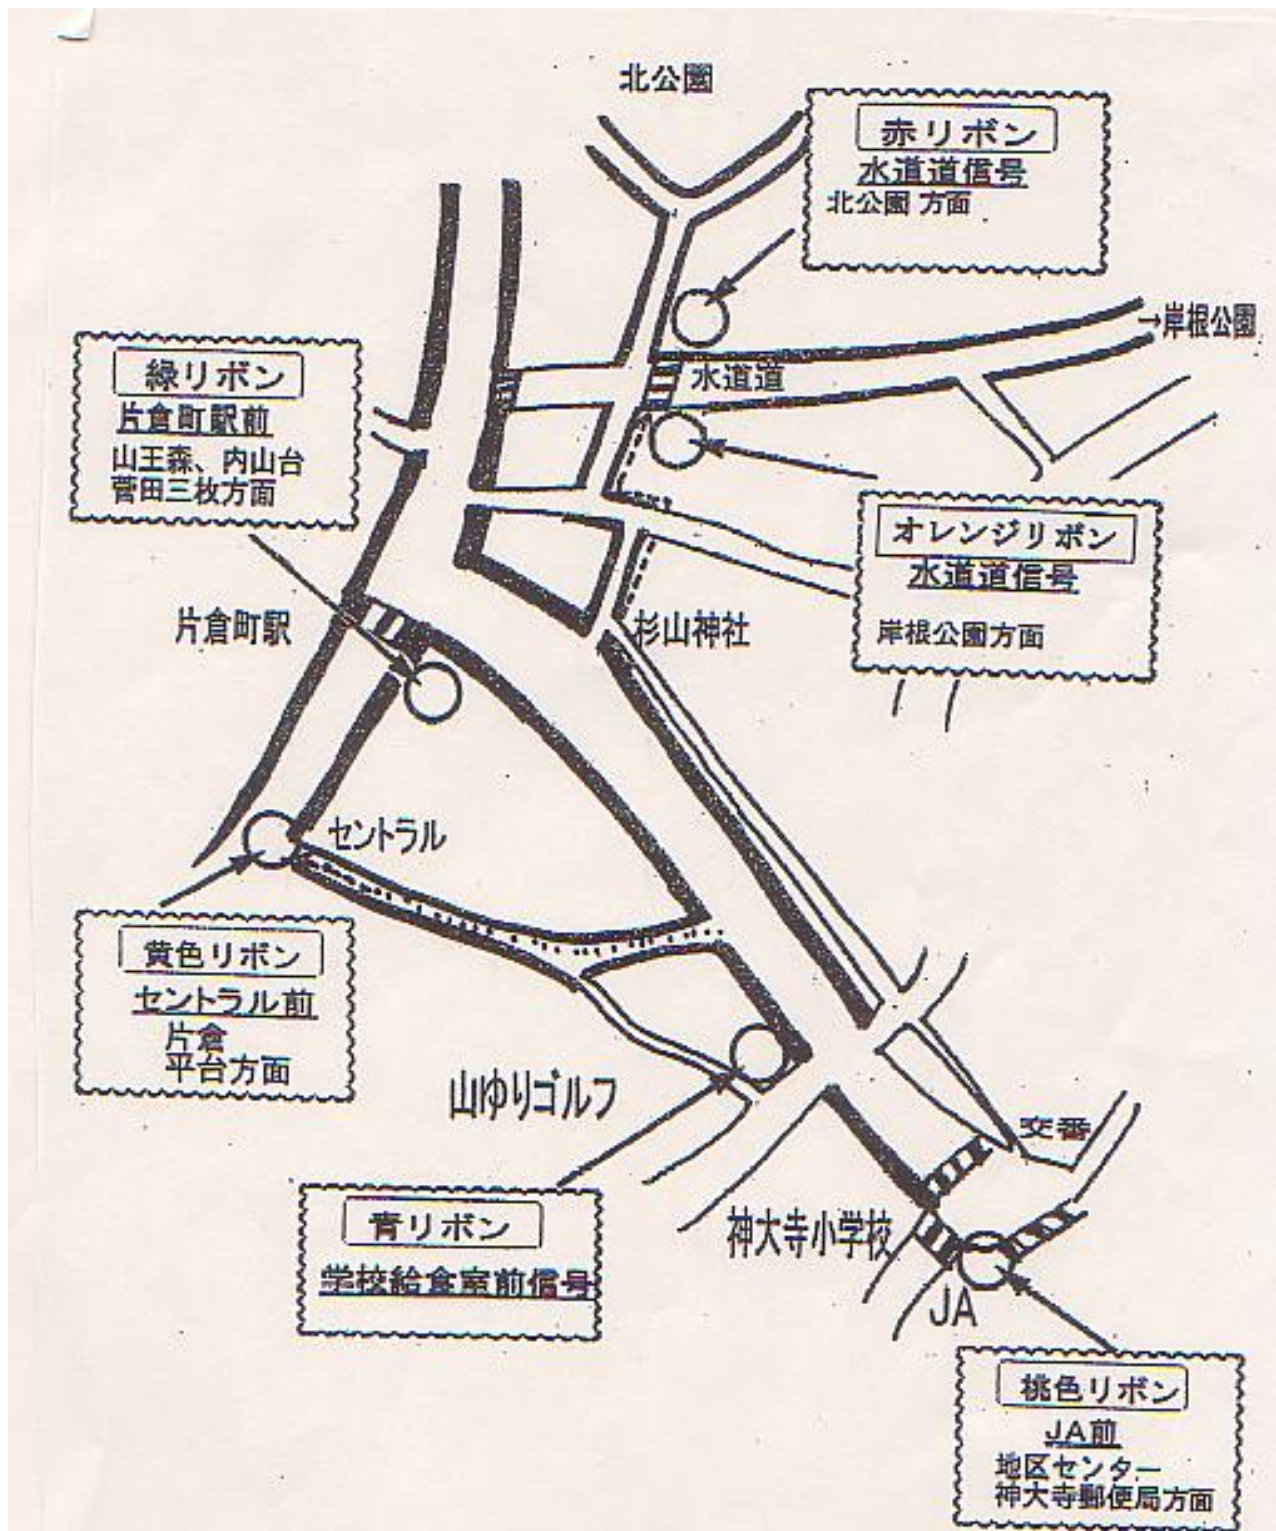 北公園
赤リボン
水道道信号
北公園 方面
→岸根公園
水道道
緑リボン
片倉町駅前
山王森、内山台
菅田三枚方面
オレンジリボン
水道道信号
岸根公園方面
片倉町駅
杉山神社
セントラル
黄色リボン
セントラル前
片倉
平台方面
山ゆりゴルフ
交番
青リボン
学校給食室前信号
神大寺小学校
JA
桃色リボン
JA前
地区センター
神大寺郵便局方面